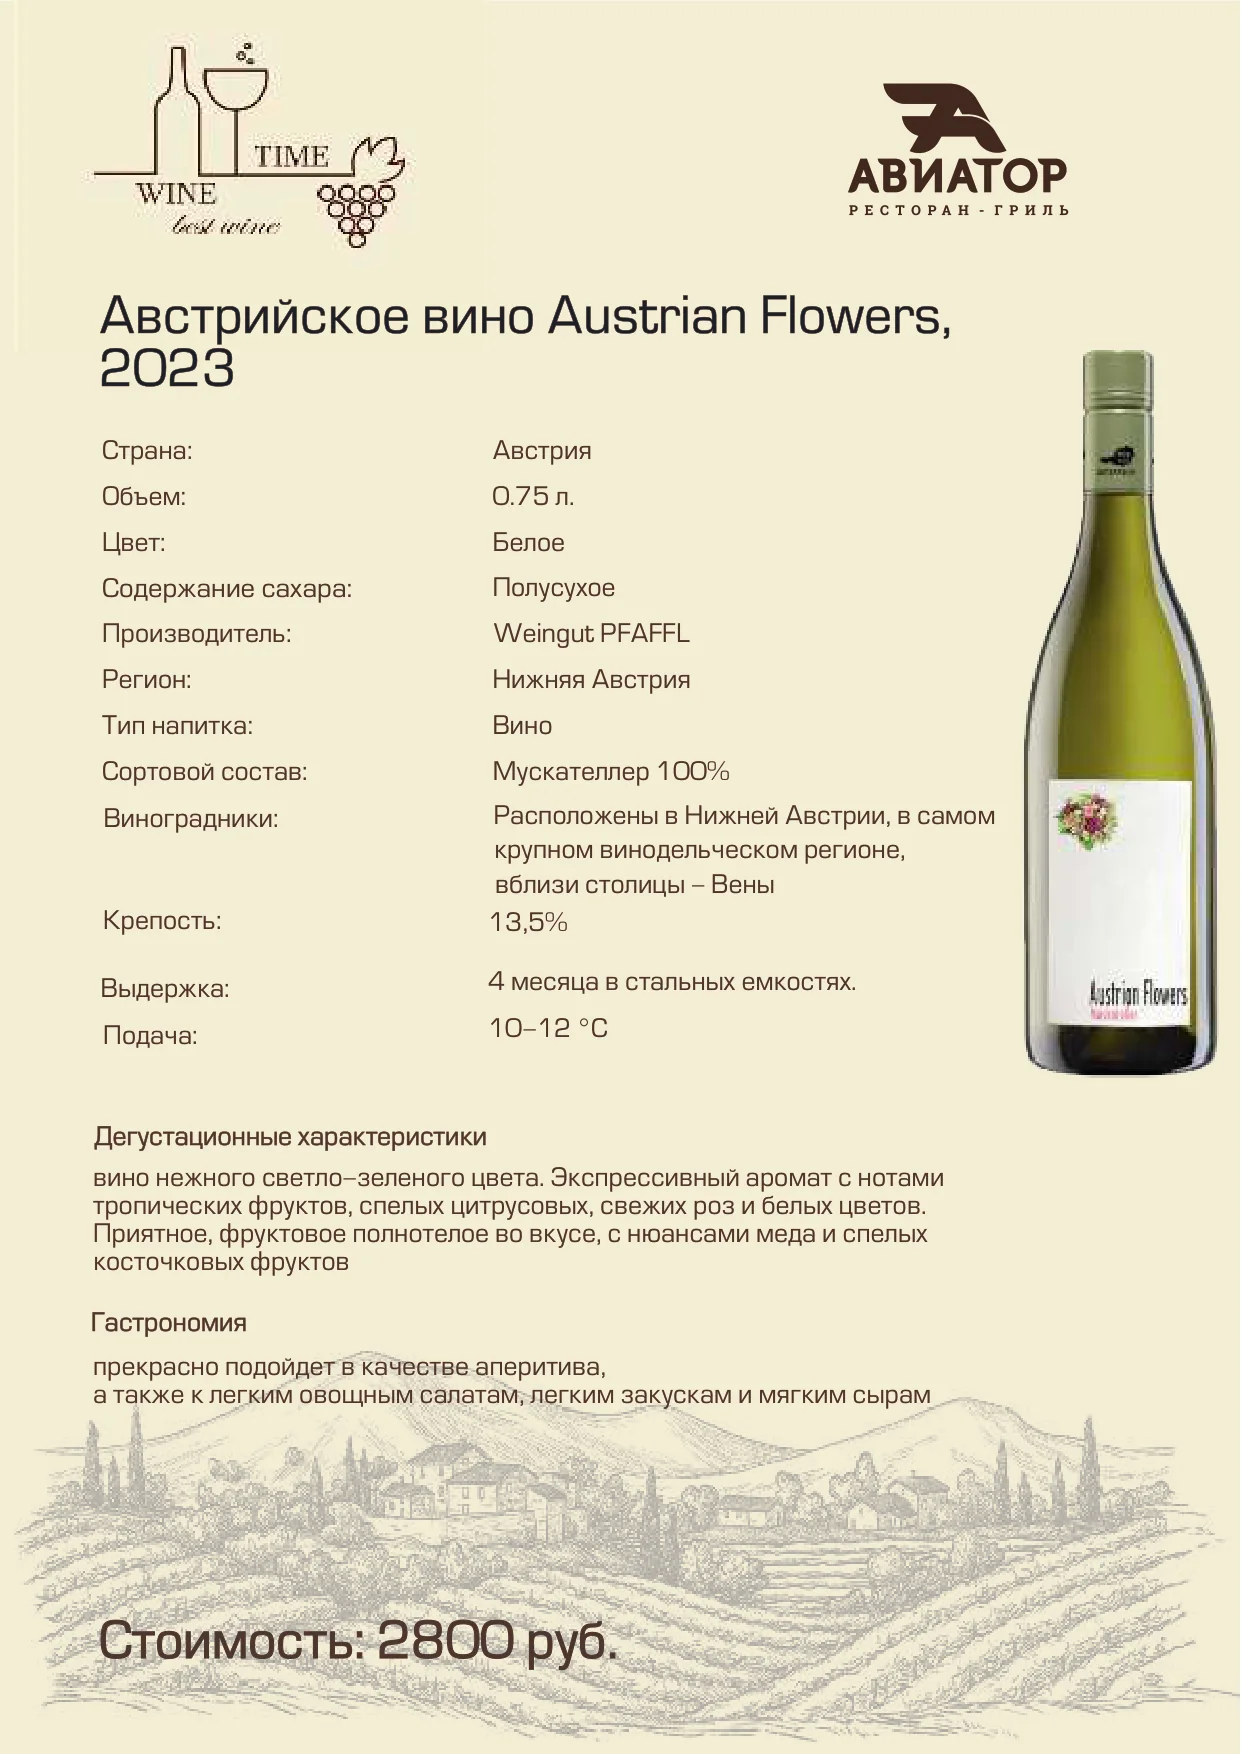 TIME
WINE
best wine
АВИАТОР
РЕСТОРАН - ГРИЛЬ
Австрийское вино Austrian Flowers,
2023
Страна: Австрия
Объем: 0.75 л.
Цвет: Белое
Содержание сахара: Полусухое
Производитель: Weingut PFAFFL
Регион: Нижняя Австрия
Тип напитка: Вино
Сортовой состав: Мускателлер 100%
Виноградники: Расположены в Нижней Австрии, в самом
крупном винодельческом регионе,
вблизи столицы – Вены
Крепость: 13,5%
Выдержка: 4 месяца в стальных емкостях.
Подача: 10–12 °C
Austrian Flowers
Дегустационные характеристики
вино нежного светло–зеленого цвета. Экспрессивный аромат с нотами
тропических фруктов, спелых цитрусовых, свежих роз и белых цветов.
Приятное, фруктовое полнотелое во вкусе, с нюансами меда и спелых
косточковых фруктов
Гастрономия
прекрасно подойдет в качестве аперитива,
а также к легким овощным салатам, легким закускам и мягким сырам
Стоимость: 2800 руб.